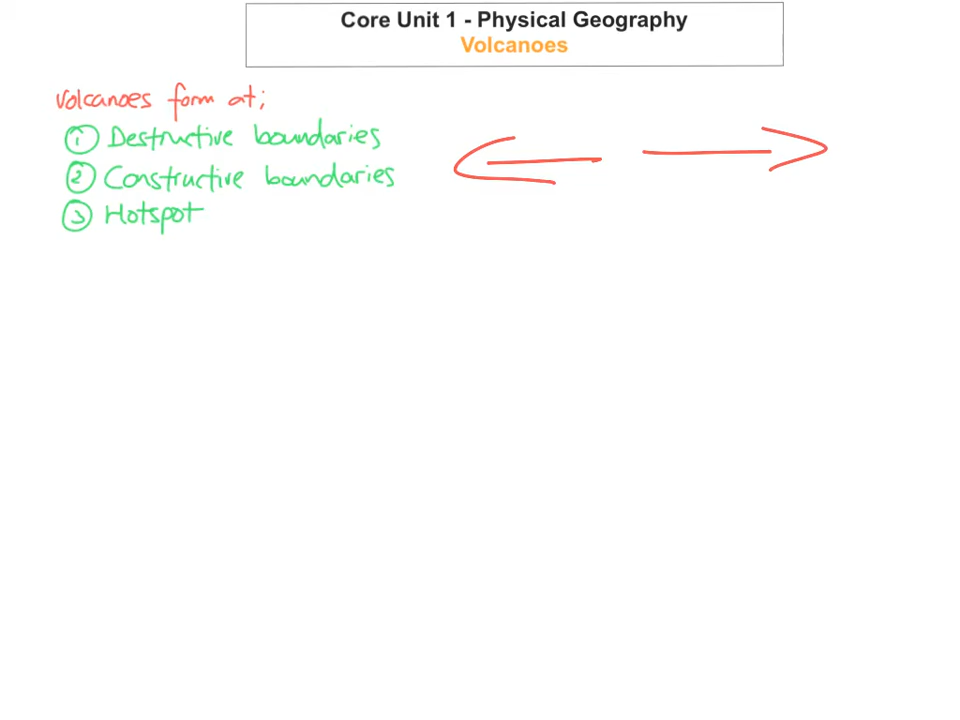 Core Unit 1 - Physical Geography
Volcanoes
Volcanoes form at;
① Destructive boundaries
② Constructive boundaries
③ Hotspot